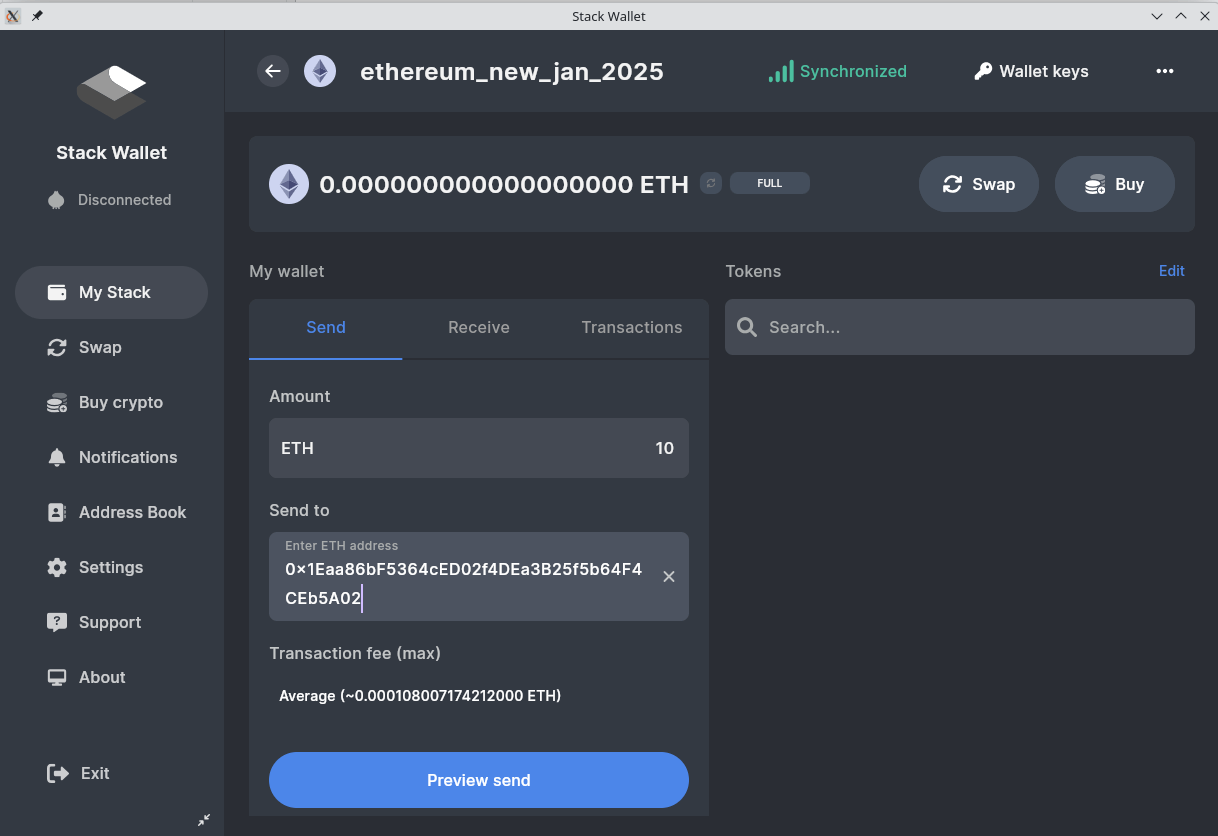 Stack Wallet
ethereum_new_jan_2025
Synchronized
Wallet keys
Stack Wallet
Disconnected
My Stack
Swap
Buy crypto
Notifications
Address Book
Settings
Support
About
Exit
0.000000000000000000 ETH
FULL
Swap
Buy
My wallet
Tokens
Edit
Send
Receive
Transactions
Search...
Amount
ETH
10
Send to
Enter ETH address
0x1Eaa86bF5364cED02f4DEa3B25f5b64F4
CEb5A02
Transaction fee (max)
Average (~0.000108007174212000 ETH)
Preview send